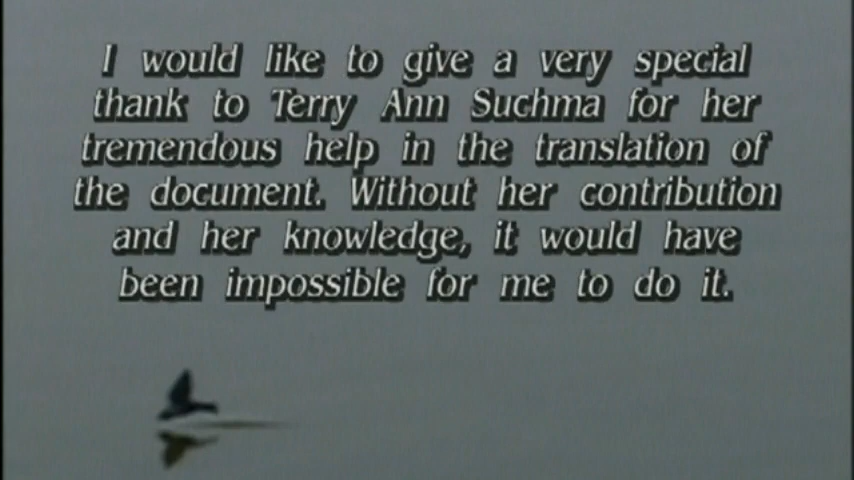 I would like to give a very special
thank to Terry Ann Suchma for her
tremendous help in the translation of
the document. Without her contribution
and her knowledge, it would have
been impossible for me to do it.